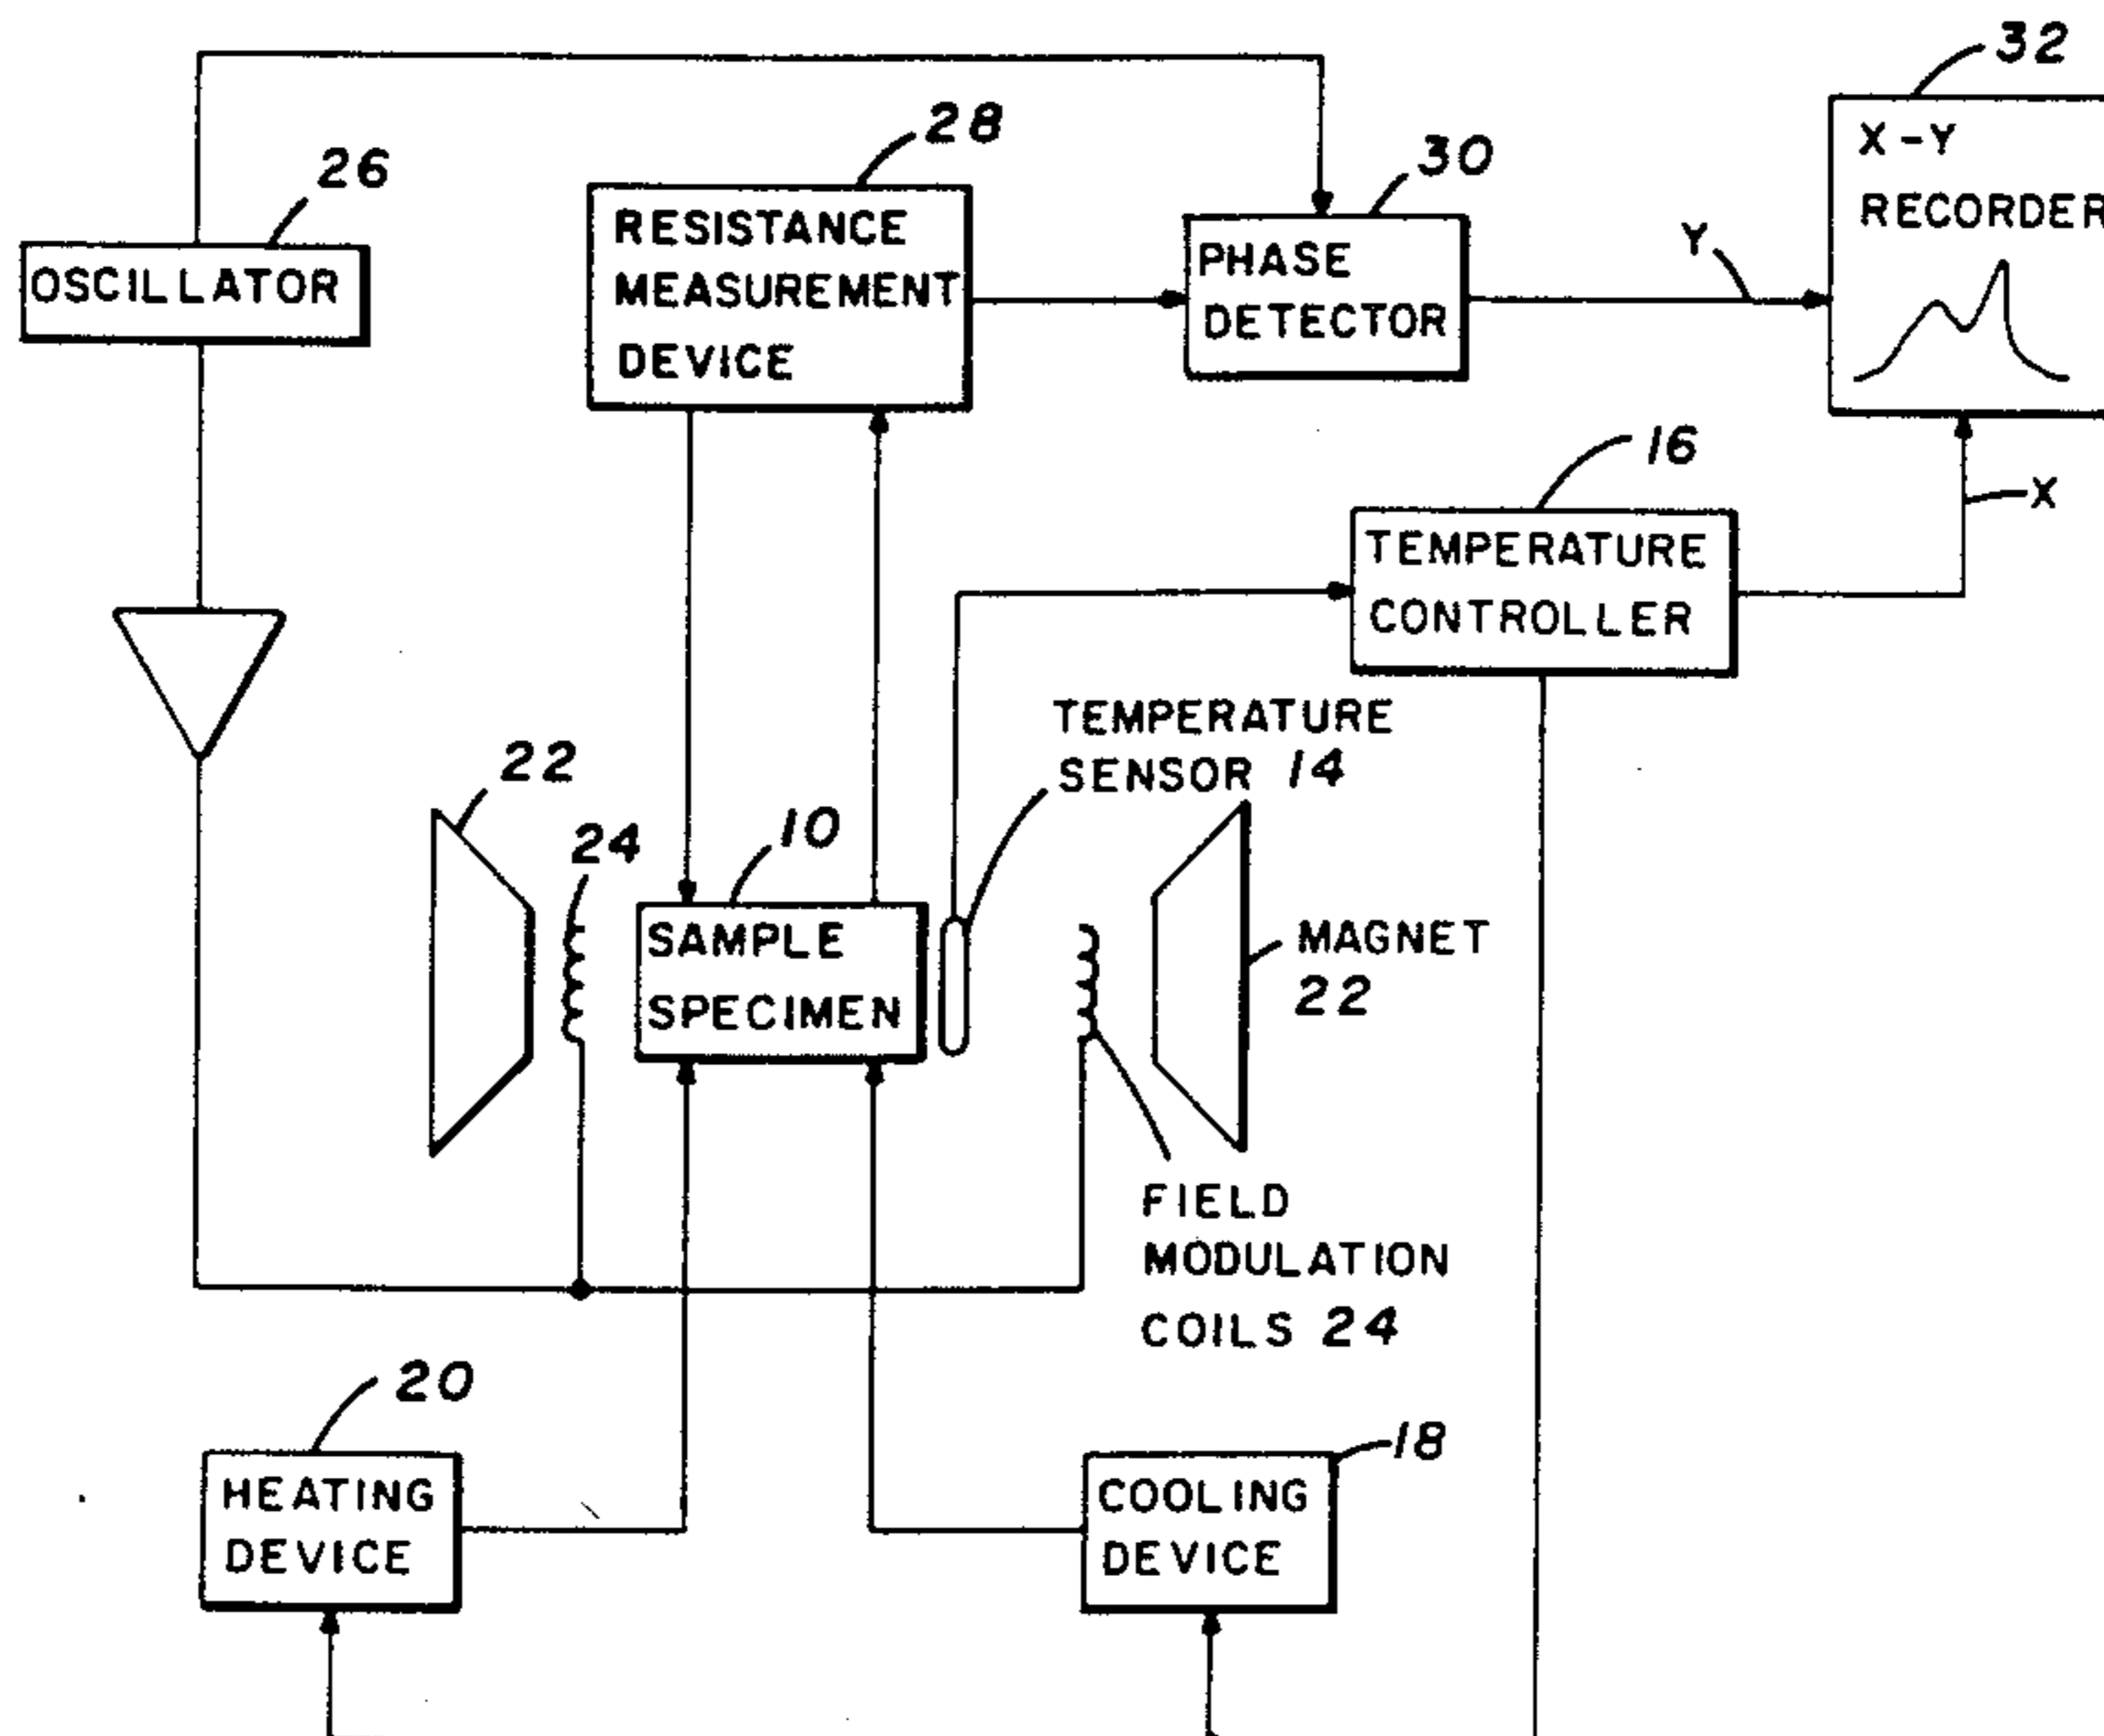 32
28
X-Y
RECORDER
30
26
RESISTANCE
MEASUREMENT
DEVICE
PHASE
DETECTOR
Y
OSCILLATOR
16
X
TEMPERATURE
CONTROLLER
TEMPERATURE
SENSOR 14
22
24
10
SAMPLE
SPECIMEN
MAGNET
22
FIELD
MODULATION
COILS 24
20
18
HEATING
DEVICE
COOLING
DEVICE